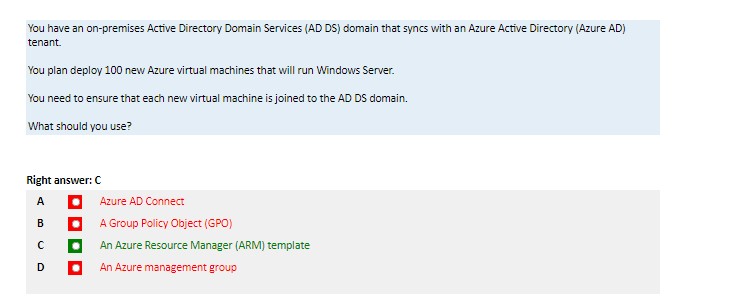 You have an on-premises Active Directory Domain Services (AD DS) domain that syncs with an Azure Active Directory (Azure AD)
tenant.
You plan deploy 100 new Azure virtual machines that will run Windows Server.
You need to ensure that each new virtual machine is joined to the AD DS domain.
What should you use?
Right answer: C
A Azure AD Connect
B A Group Policy Object (GPO)
C An Azure Resource Manager (ARM) template
D An Azure management group